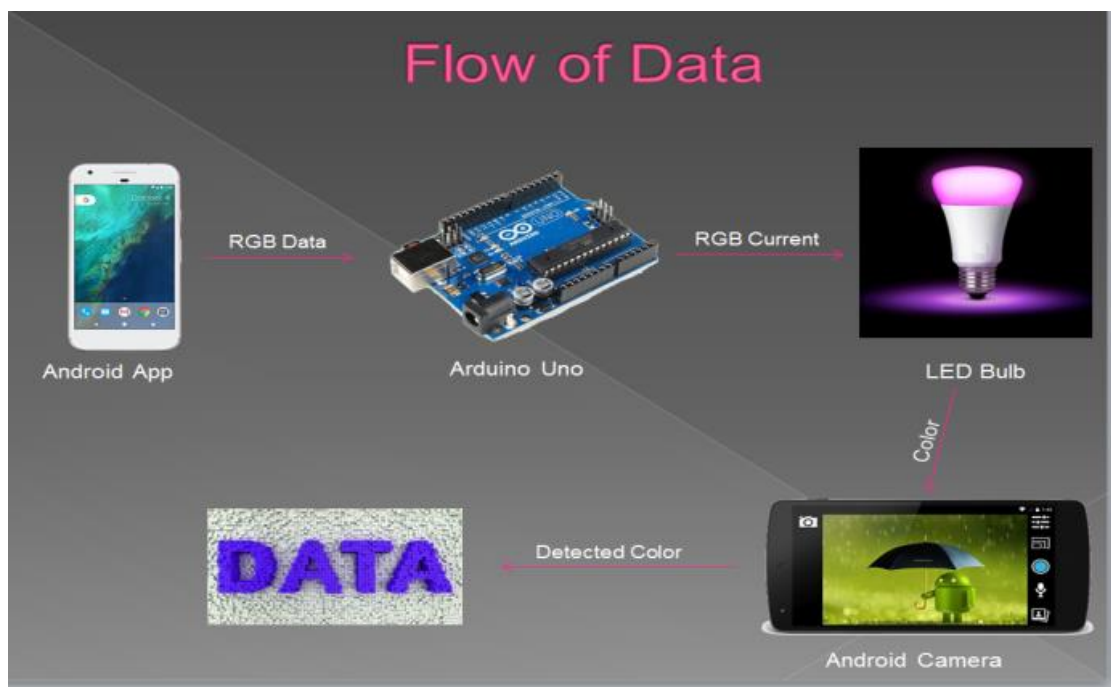 Flow of Data
RGB Data
RGB Current
Android App
Arduino Uno
LED Bulb
UNO
Color
DATA
Detected Color
Android Camera